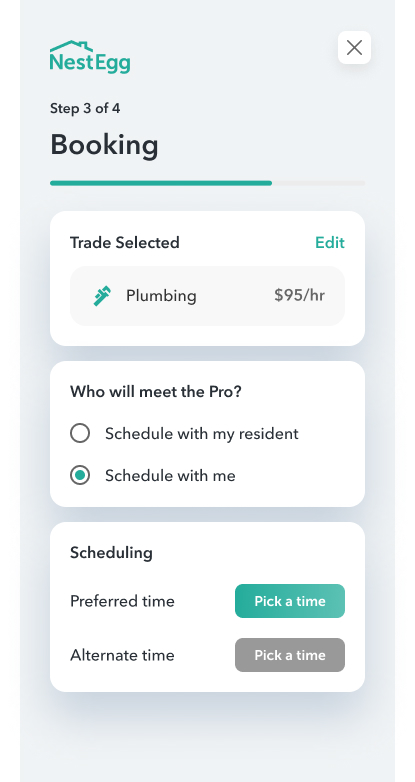 NestEgg
Step 3 of 4
Booking
Trade Selected Edit
Plumbing $95/hr
Who will meet the Pro?
Schedule with my resident
Schedule with me
Scheduling
Preferred time Pick a time
Alternate time Pick a time